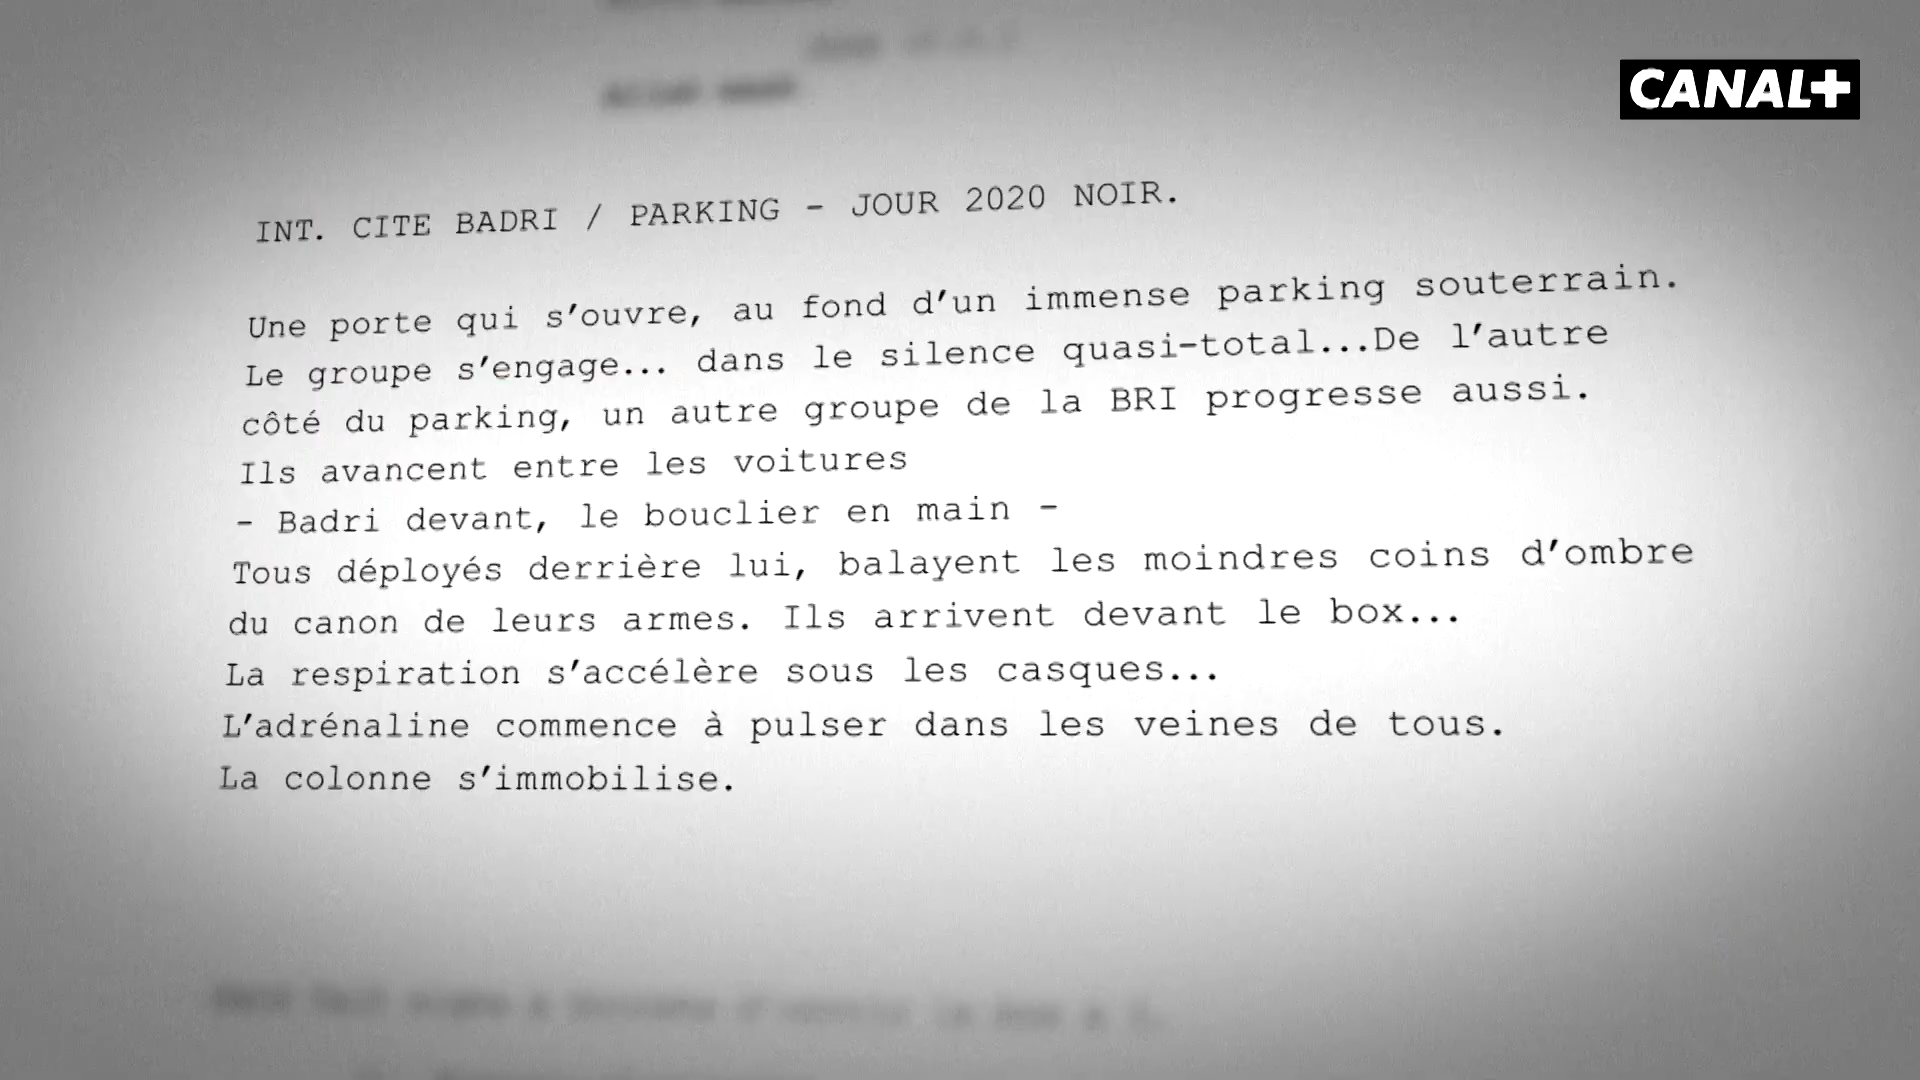 CANAL+
INT. CITE BADRI / PARKING - JOUR 2020 NOIR.
Une porte qui s'ouvre, au fond d'un immense parking souterrain.
Le groupe s'engage... dans le silence quasi-total...De l'autre
côté du parking, un autre groupe de la BRI progresse aussi.
Ils avancent entre les voitures
- Badri devant, le bouclier en main -
Tous déployés derrière lui, balayent les moindres coins d'ombre
du canon de leurs armes. Ils arrivent devant le box...
La respiration s'accélère sous les casques...
L'adrénaline commence à pulser dans les veines de tous.
La colonne s'immobilise.